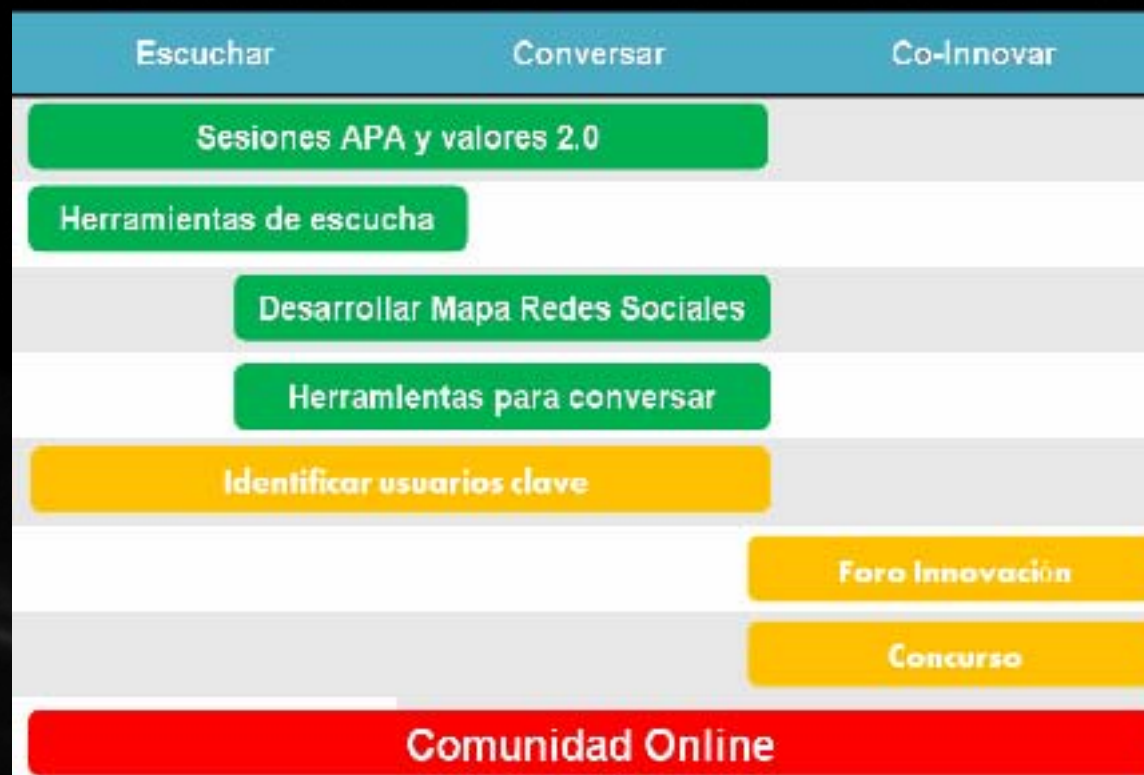 Escuchar Conversar Co-Innovar
Sesiones APA y valores 2.0
Herramientas de escucha
Desarrollar Mapa Redes Sociales
Herramientas para conversar
Identificar usuarios clave
Foro Innovación
Concurso
Comunidad Online